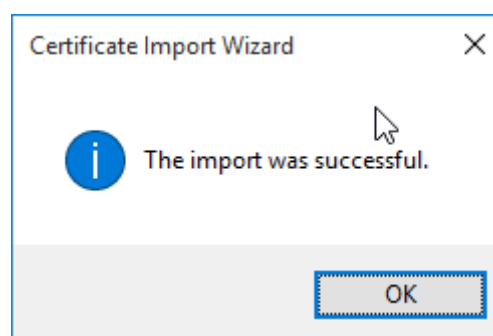 Certificate Import Wizard
The import was successful.
OK